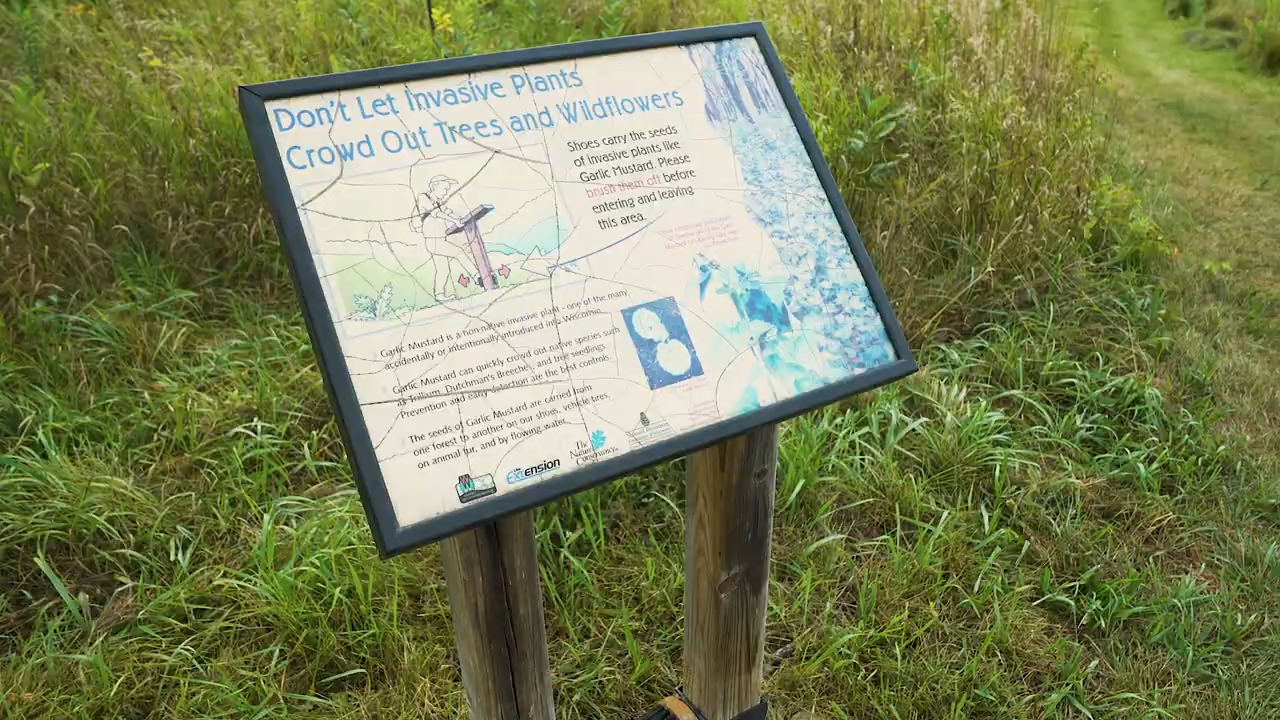 Don't Let Invasive Plants
Crowd Out Trees and Wildflowers
Shoes carry the seeds
of invasive plants like
Garlic Mustard. Please
brush them off before
entering and leaving
this area.
Garlic Mustard is a non-native invasive plant - one of the many
accidentally or intentionally introduced in Wisconsin.
Garlic Mustard can quickly crowd out native species such
as Trillium, Dutchman's Breeches, and tree seedlings.
Prevention and early detection are the best controls.
The seeds of Garlic Mustard are carried from
one forest to another on our shoes, vehicle tires,
on animal fur, and by flowing water.
Extension
The
Nature
Conservancy